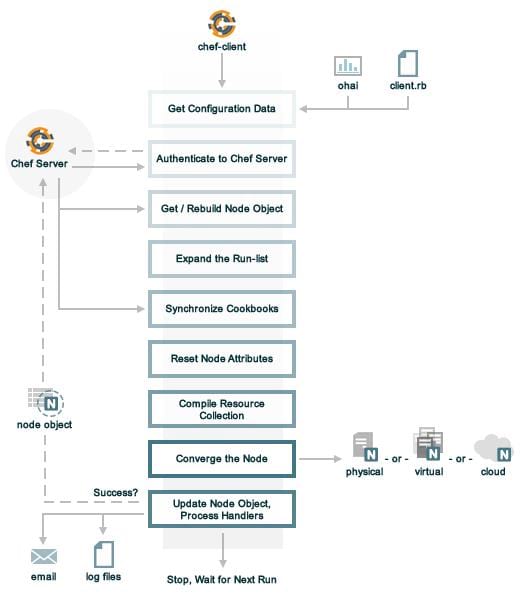 chef-client
ohai
client.rb
Get Configuration Data
Chef Server
Authenticate to Chef Server
Get / Rebuild Node Object
Expand the Run-list
Synchronize Cookbooks
Reset Node Attributes
Compile Resource
Collection
node object
N
Converge the Node
N
N
N
physical
- or -
virtual
- or -
cloud
Success?
Update Node Object,
Process Handlers
email
log files
Stop, Wait for Next Run